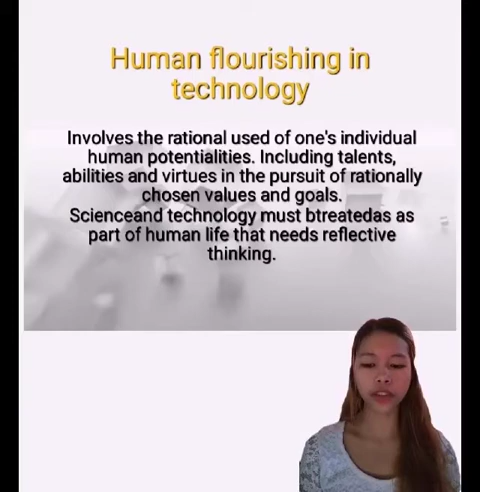 Human flourishing in
technology
Involves the rational used of one's individual
human potentialities. Including talents,
abilities and virtues in the pursuit of rationally
chosen values and goals.
Scienceand technology must btreatedas as
part of human life that needs reflective
thinking.